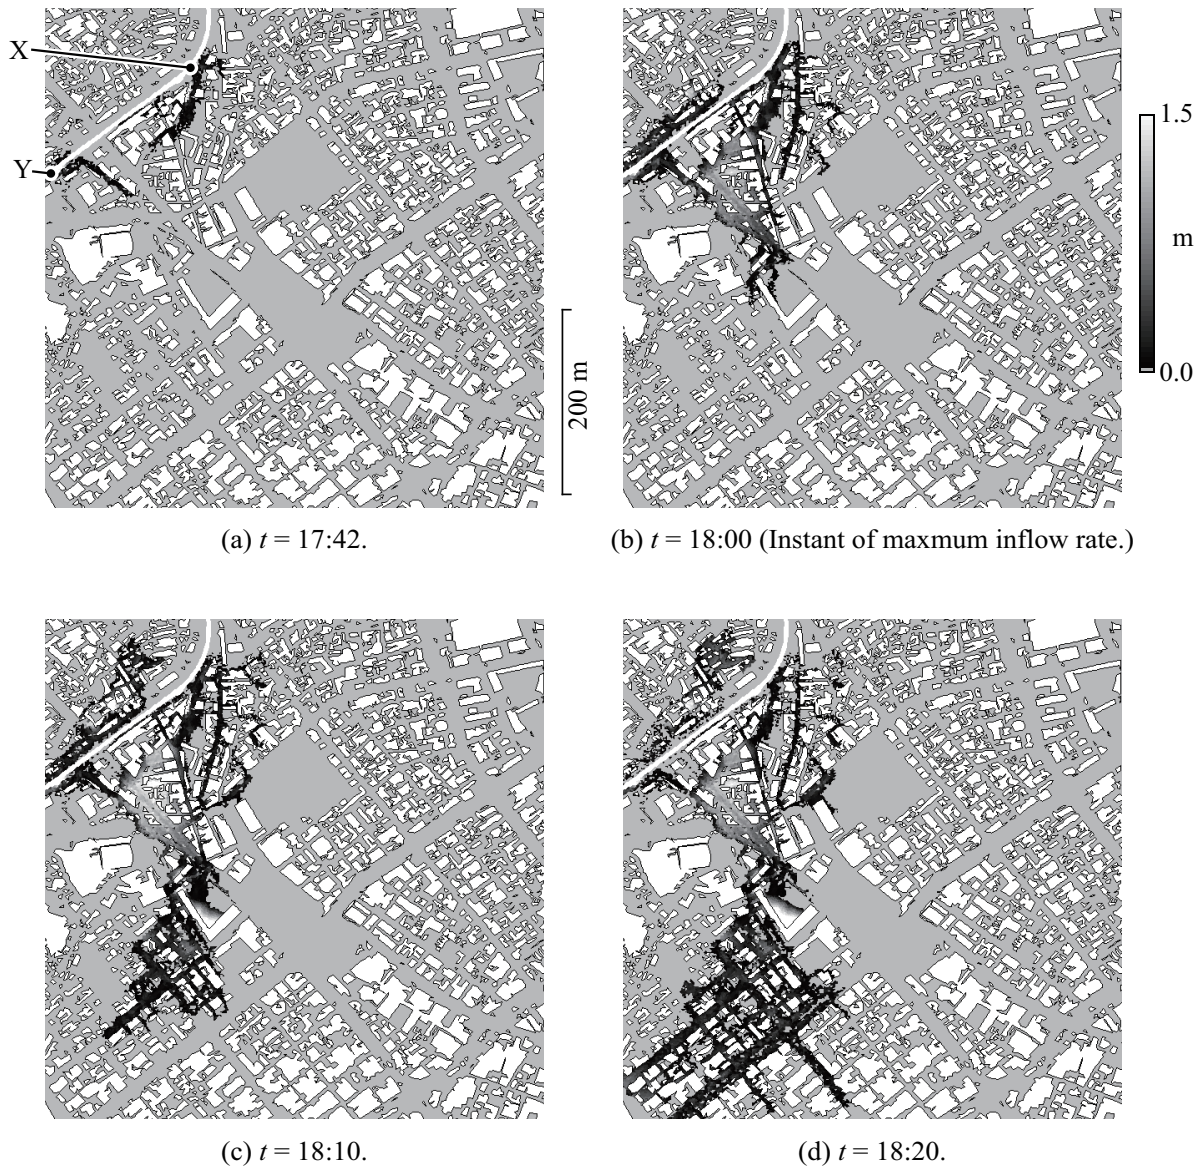 X
Y
200 m
1.5
m
0.0
(a) t = 17:42.
(b) t = 18:00 (Instant of maxmum inflow rate.)
(c) t = 18:10.
(d) t = 18:20.